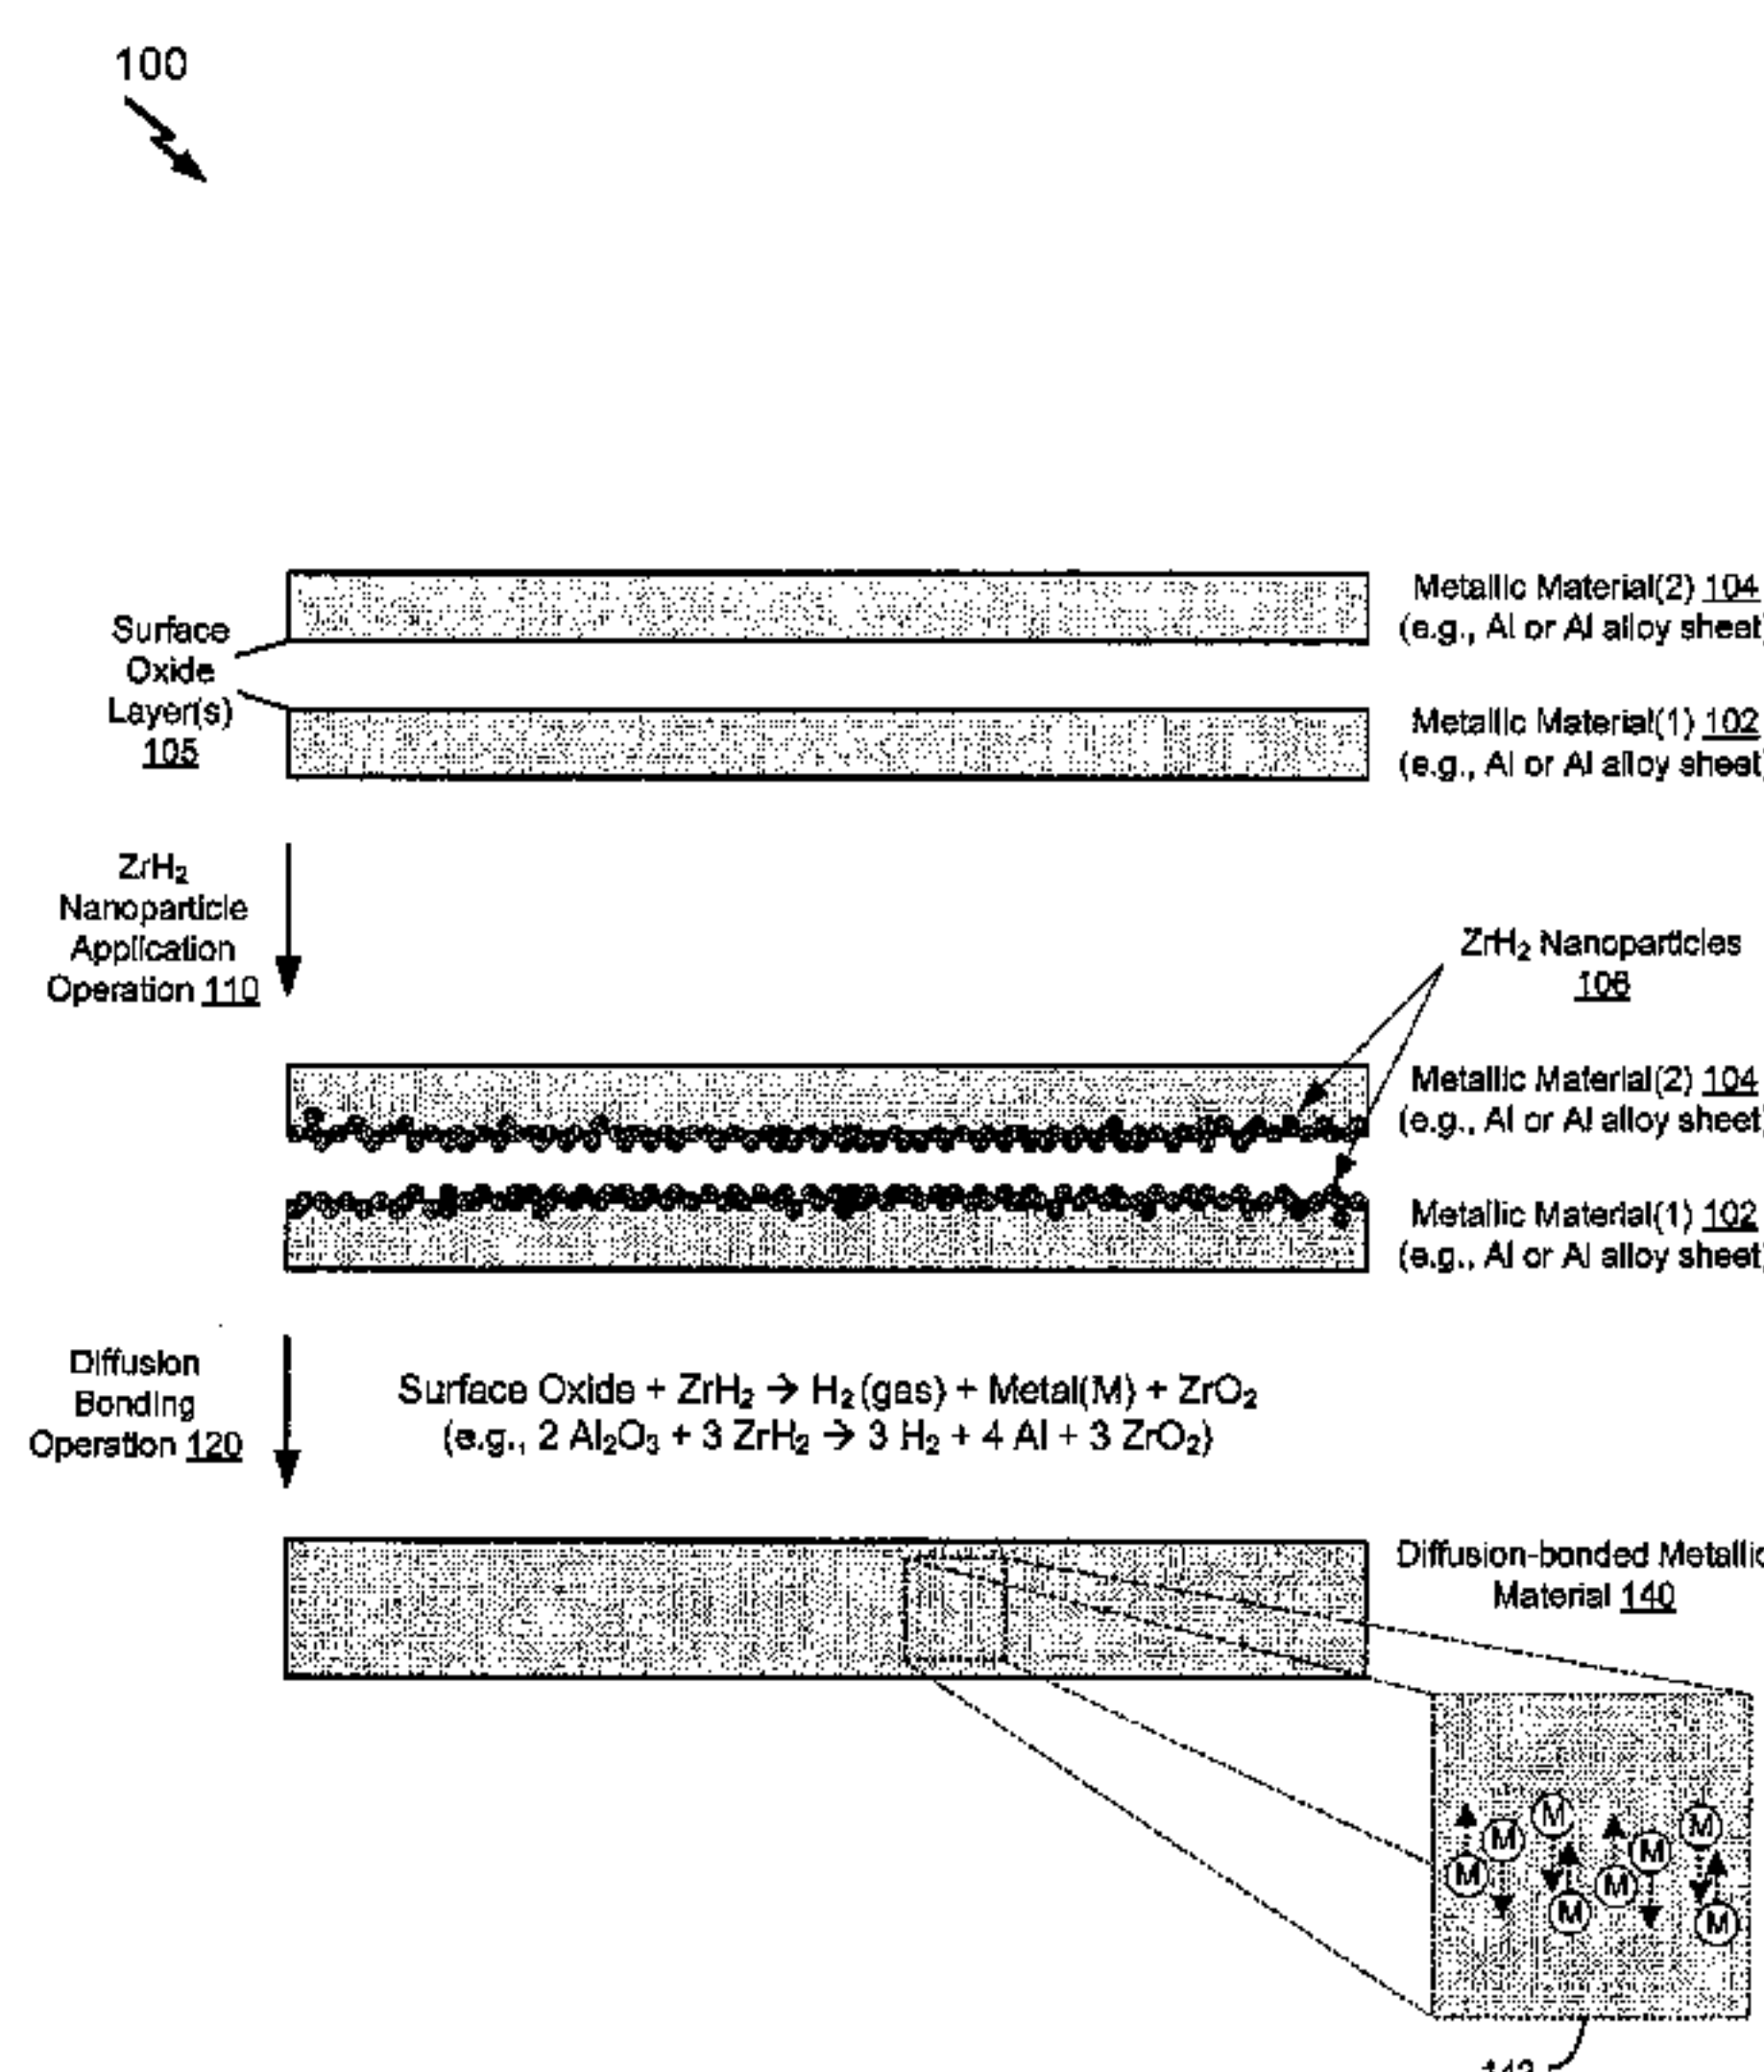 100
Metallic Material(2) 104
(e.g., Al or Al alloy sheet)
Surface
Oxide
Layer(s)
105
Metallic Material(1) 102
(e.g., Al or Al alloy sheet)
ZrH₂
Nanoparticle
Application
Operation 110
ZrH₂ Nanoparticles
106
Metallic Material(2) 104
(e.g., Al or Al alloy sheet)
Metallic Material(1) 102
(e.g., Al or Al alloy sheet)
Diffusion
Bonding
Operation 120
Surface Oxide + ZrH₂ → H₂ (gas) + Metal(M) + ZrO₂
(e.g., 2 Al₂O₃ + 3 ZrH₂ → 3 H₂ + 4 Al + 3 ZrO₂)
Diffusion-bonded Metallic
Material 140
M M M M M M M M